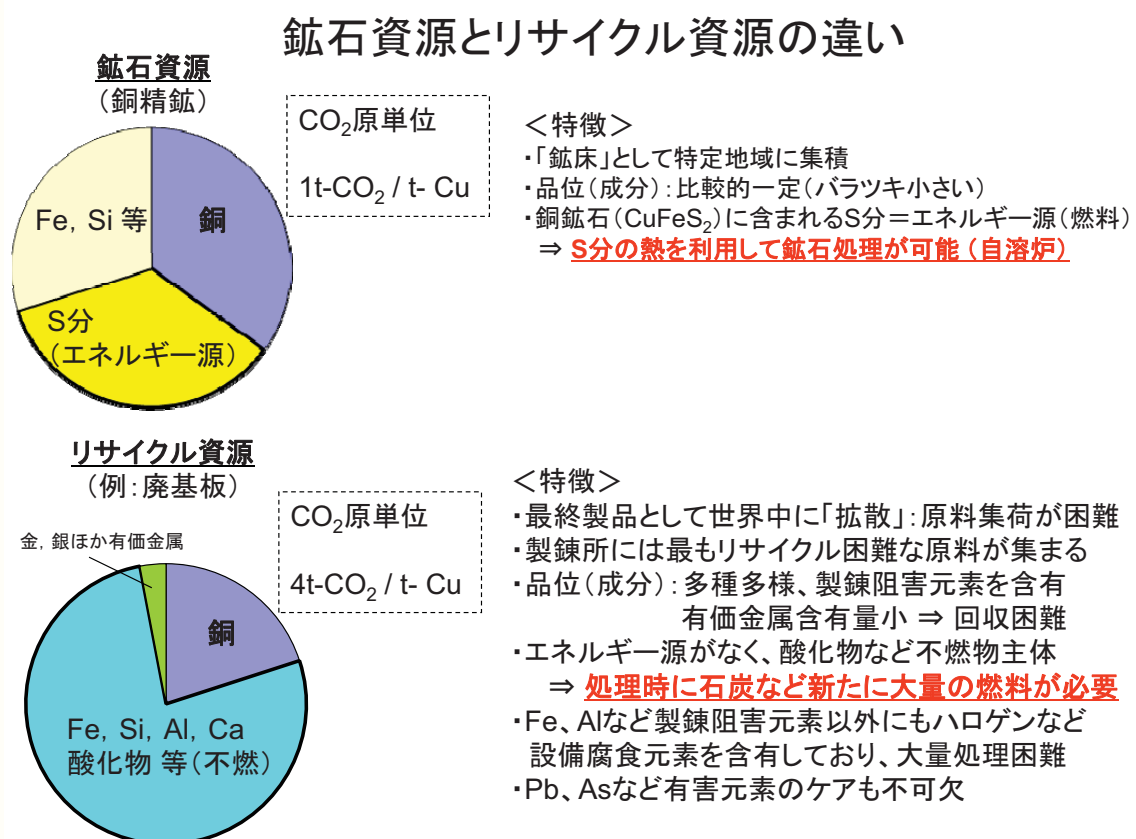 鉱石資源とリサイクル資源の違い
鉱石資源
（銅精鉱）
Fe, Si 等
銅
S分
（エネルギー源）
CO₂原単位
1t-CO₂ / t- Cu
＜特徴＞
・「鉱床」として特定地域に集積
・品位（成分）：比較的一定（バラツキ小さい）
・銅鉱石（CuFeS₂）に含まれるS分＝エネルギー源（燃料）
⇒ S分の熱を利用して鉱石処理が可能（自溶炉）
リサイクル資源
（例：廃基板）
金，銀ほか有価金属
銅
Fe, Si, Al, Ca
酸化物 等（不燃）
CO₂原単位
4t-CO₂ / t- Cu
＜特徴＞
・最終製品として世界中に「拡散」：原料集荷が困難
・製錬所には最もリサイクル困難な原料が集まる
・品位（成分）：多種多様、製錬阻害元素を含有
有価金属含有量小 ⇒ 回収困難
・エネルギー源がなく、酸化物など不燃物主体
⇒ 処理時に石炭など新たに大量の燃料が必要
・Fe、Alなど製錬阻害元素以外にもハロゲンなど
設備腐食元素を含有しており、大量処理困難
・Pb、Asなど有害元素のケアも不可欠